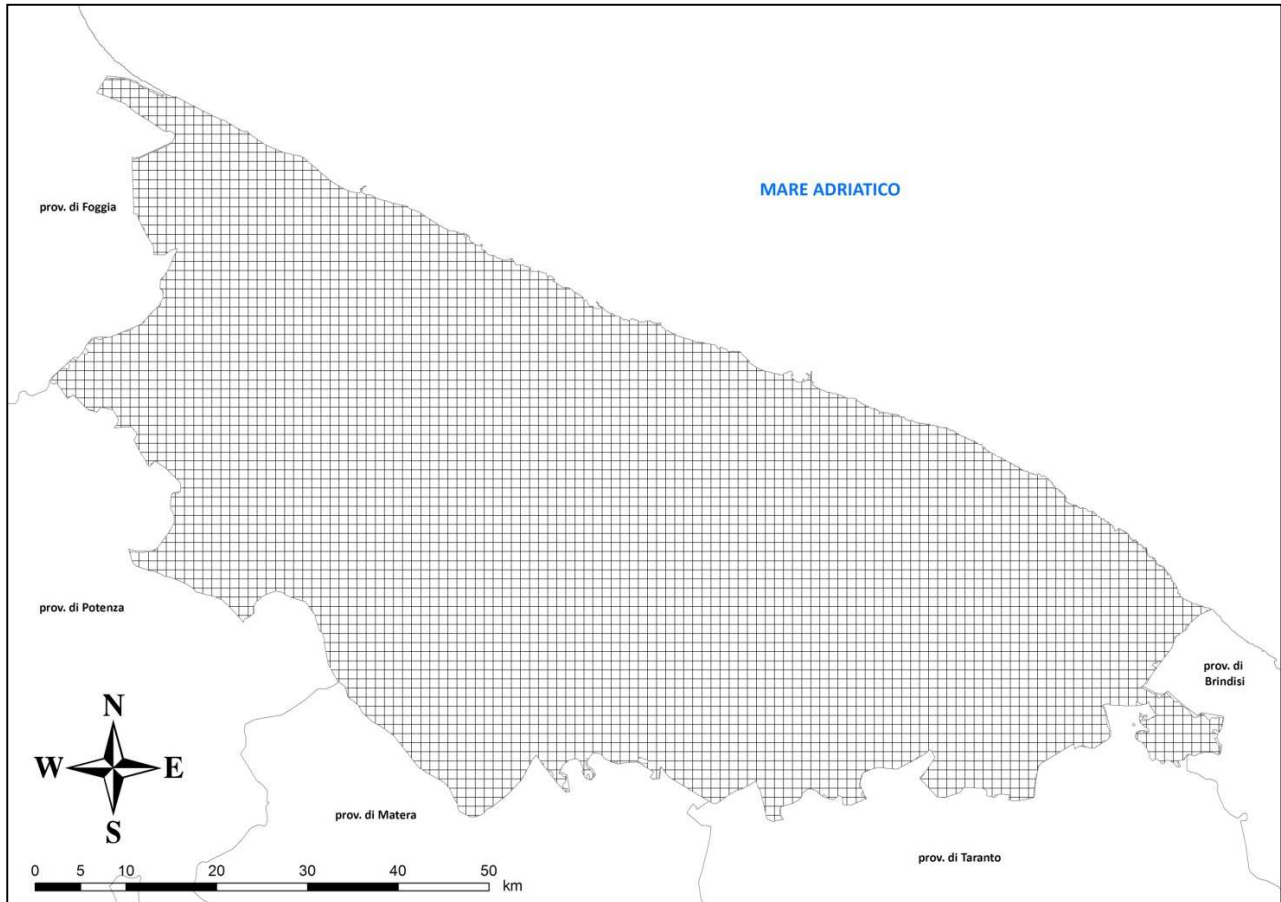 MARE ADRIATICO
prov. di Foggia
prov. di Potenza
prov. di
Brindisi
N
W E
S
prov. di Matera
prov. di Taranto
0 5 10 20 30 40 50
km